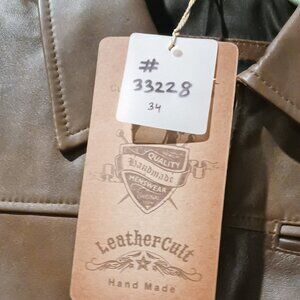 #
33228
34
QUALITY
Handmade
MENSWEAR
LeatherCult
Hand Made